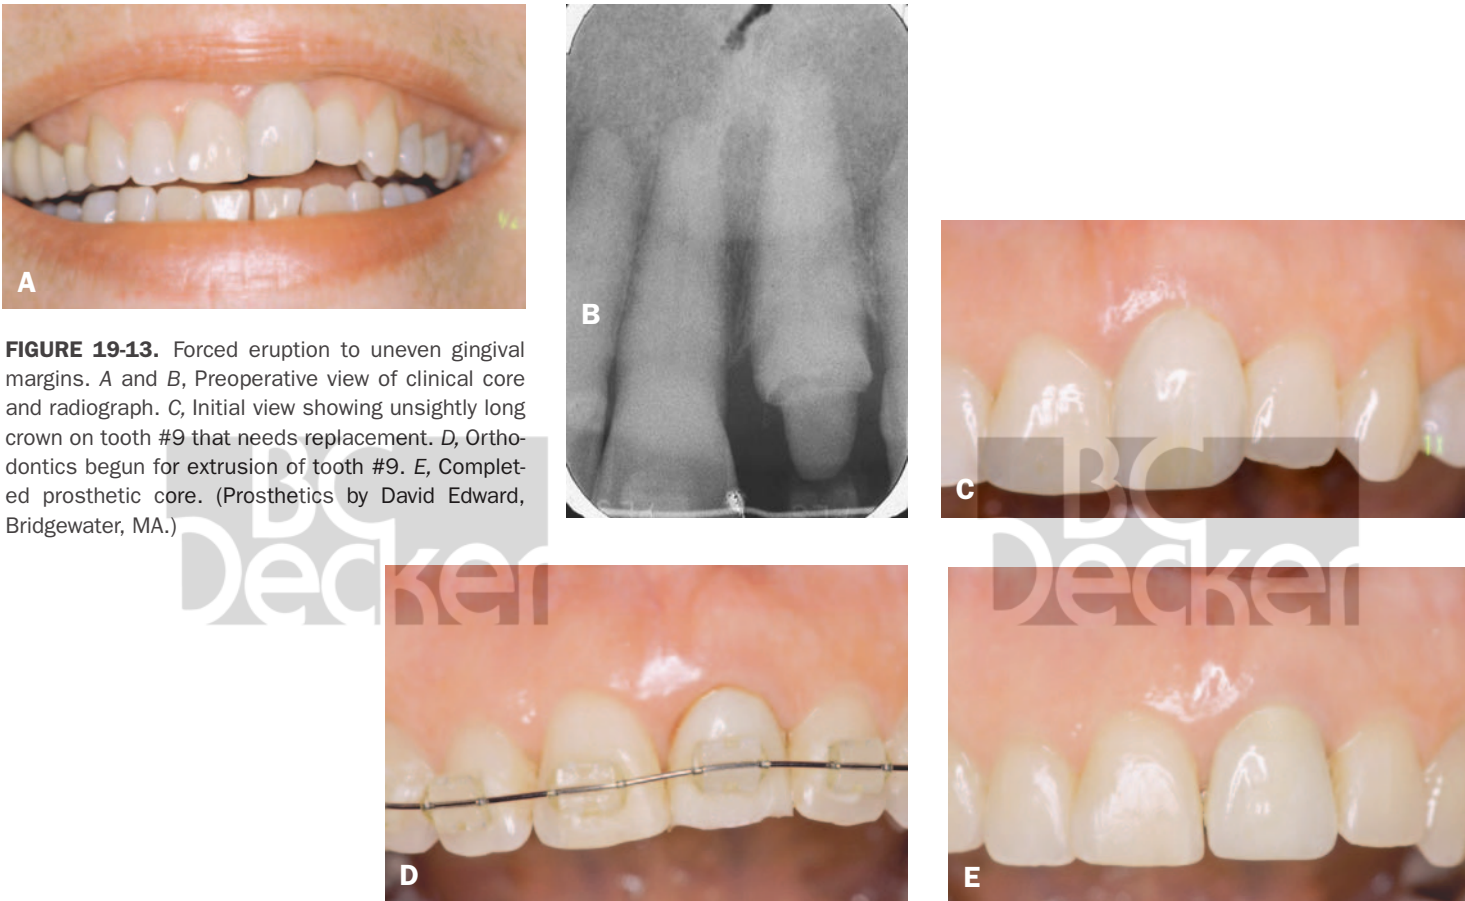 A
B
FIGURE 19-13. Forced eruption to uneven gingival
margins. A and B, Preoperative view of clinical core
and radiograph. C, Initial view showing unsightly long
crown on tooth #9 that needs replacement. D, Ortho-
dontics begun for extrusion of tooth #9. E, Complet-
ed prosthetic core. (Prosthetics by David Edward,
Bridgewater, MA.)
C
BC
Decker
BC
Decker
D
E